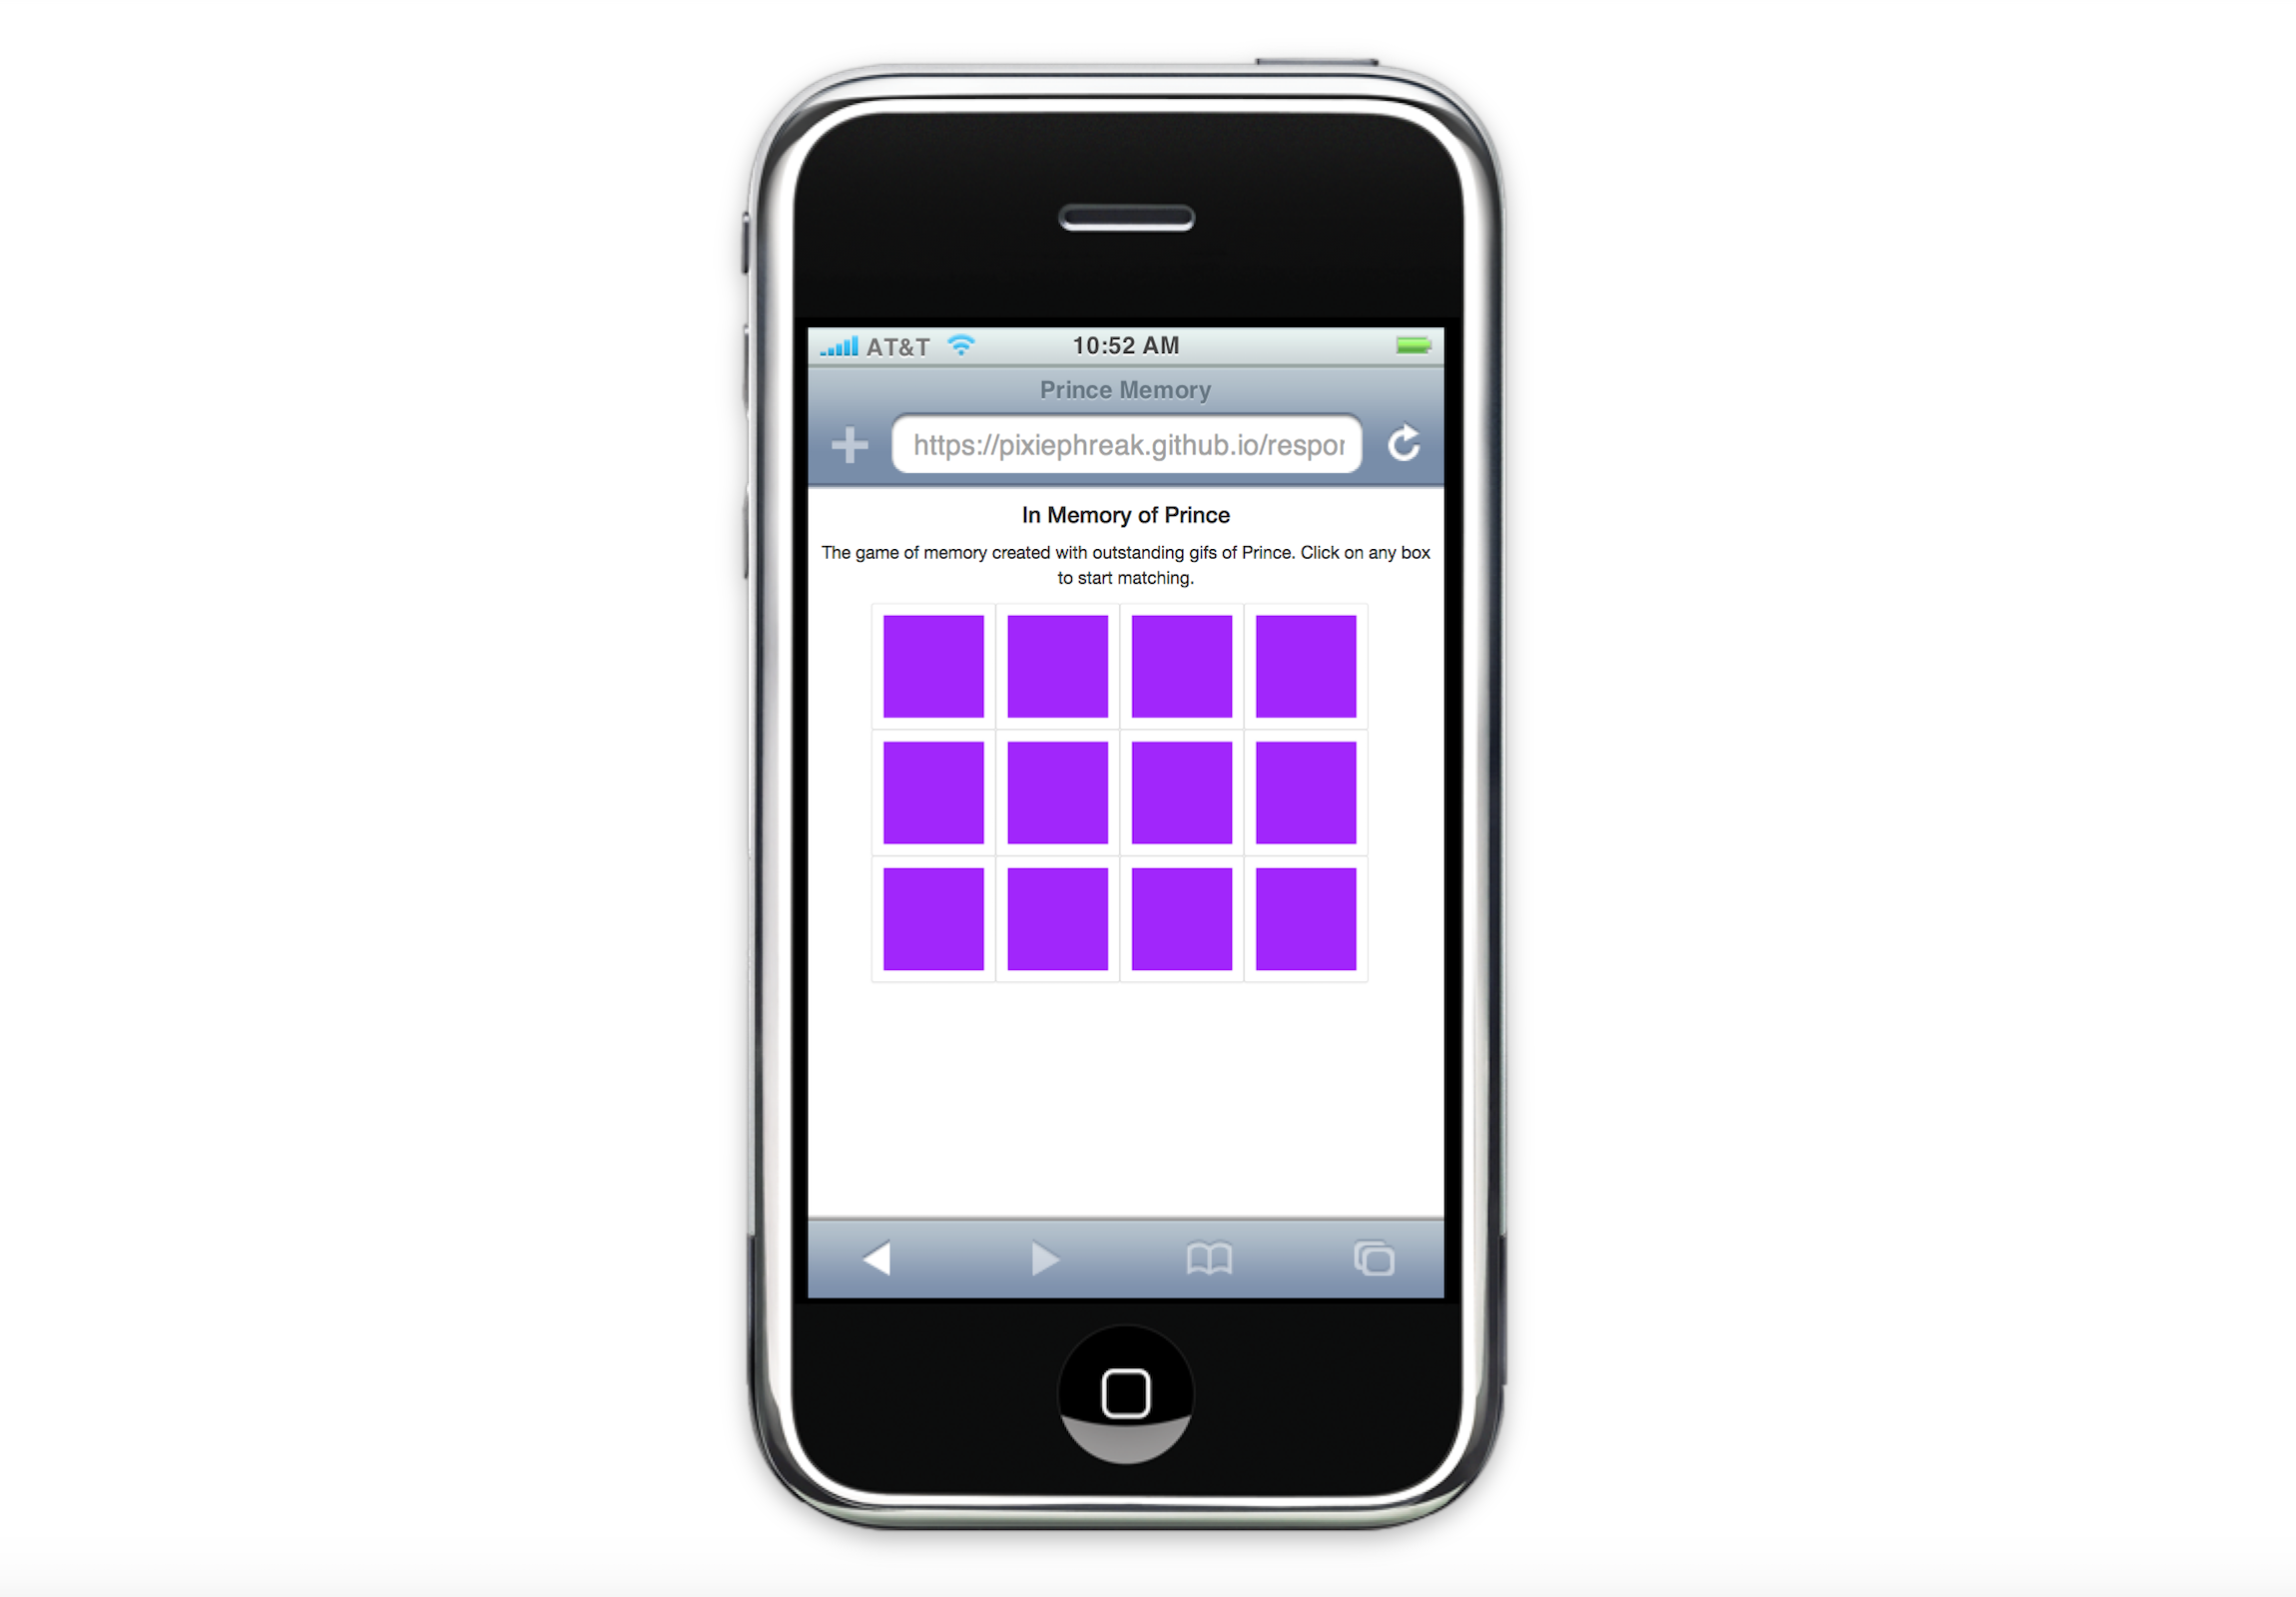 AT&T 10:52 AM
Prince Memory
https://pixiephreak.github.io/respor
In Memory of Prince
The game of memory created with outstanding gifs of Prince. Click on any box
to start matching.